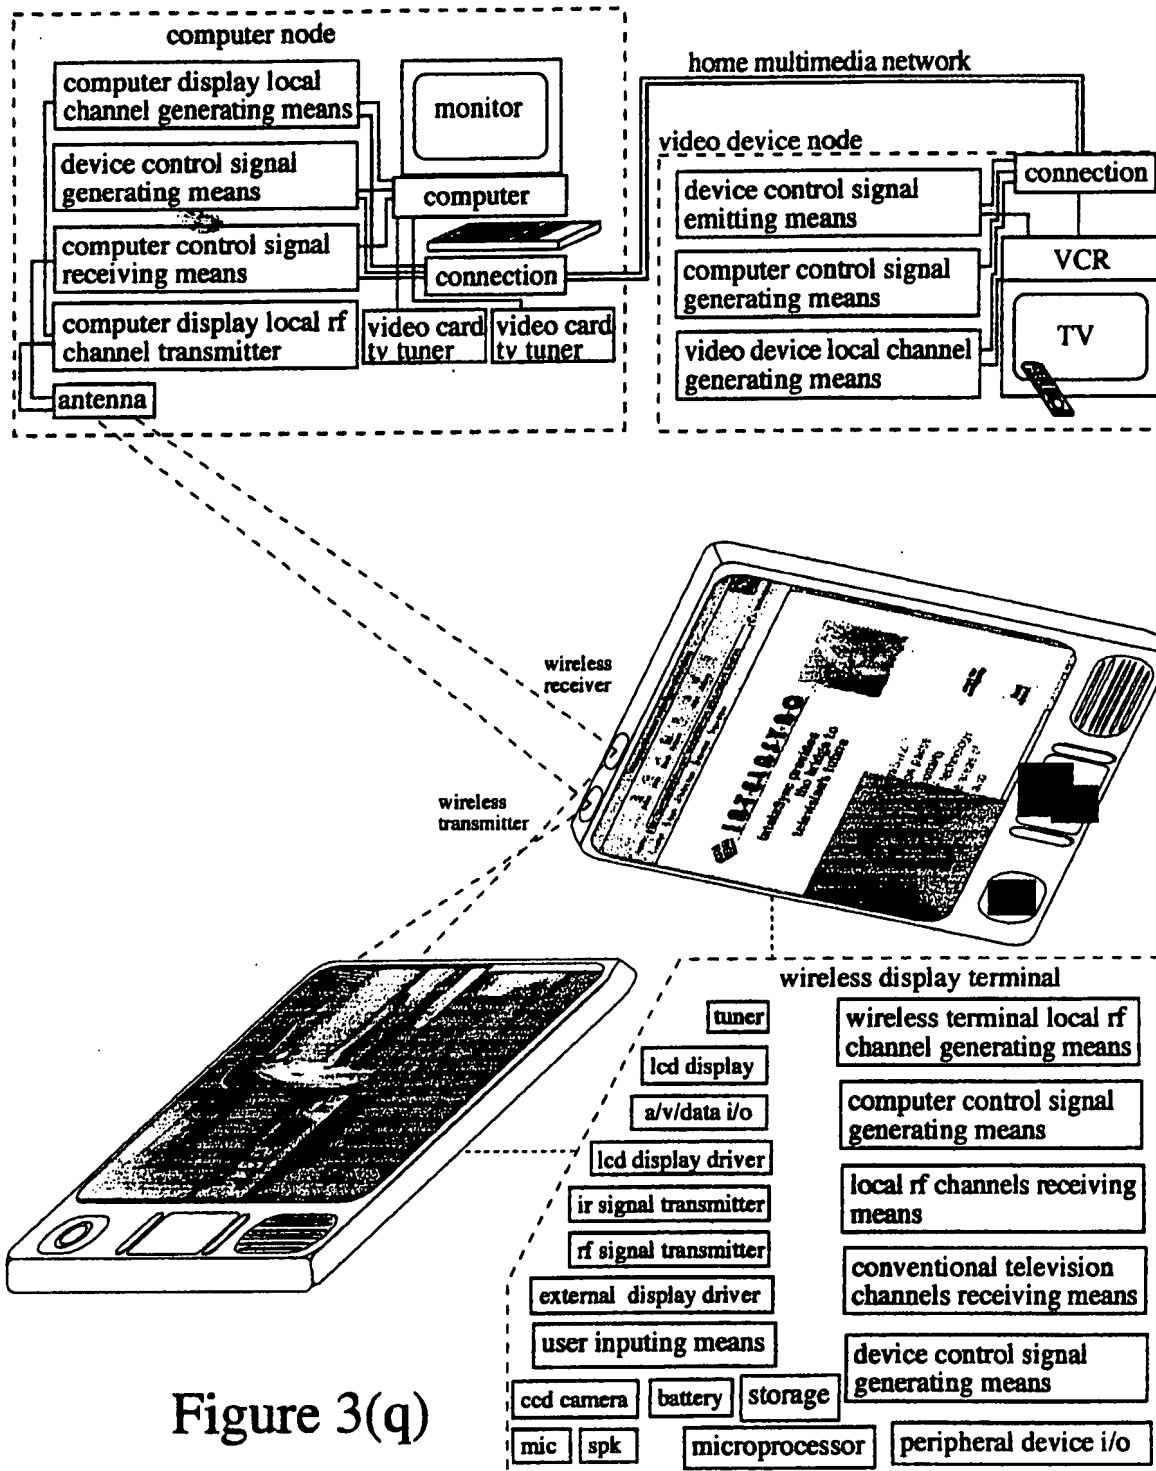 computer node
computer display local
channel generating means
device control signal
generating means
computer control signal
receiving means
computer display local rf
channel transmitter
antenna
monitor
computer
connection
video card
tv tuner
video card
tv tuner
home multimedia network
video device node
device control signal
emitting means
computer control signal
generating means
video device local channel
generating means
connection
VCR
TV
wireless
receiver
wireless
transmitter
provides
the bridge to
television's future
wireless display terminal
tuner
lcd display
a/v/data i/o
lcd display driver
ir signal transmitter
rf signal transmitter
external display driver
user inputing means
ccd camera
battery
storage
mic
spk
microprocessor
wireless terminal local rf
channel generating means
computer control signal
generating means
local rf channels receiving
means
conventional television
channels receiving means
device control signal
generating means
peripheral device i/o
Figure 3(q)